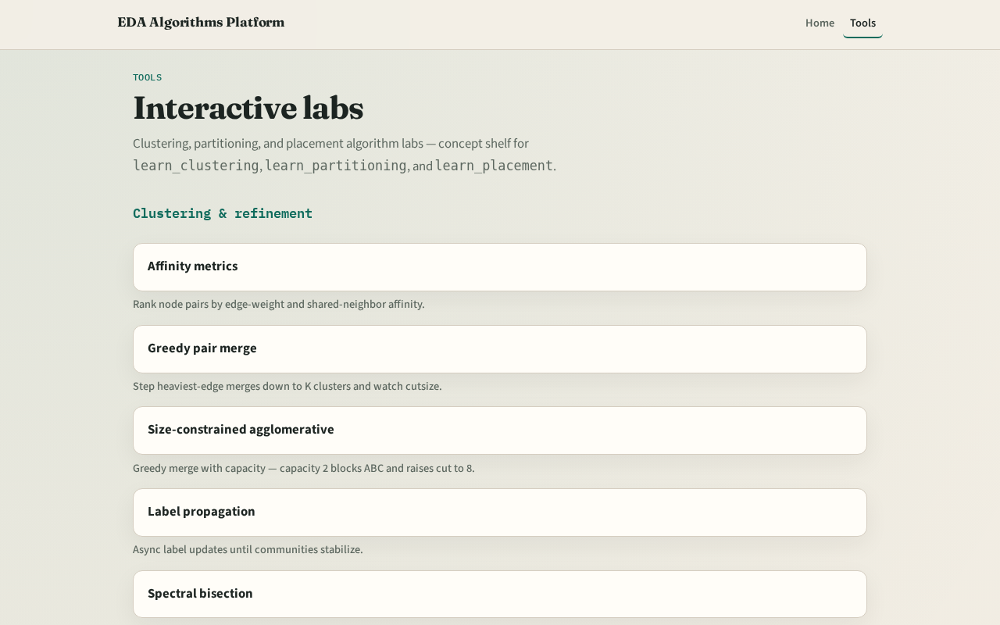 EDA Algorithms Platform
Home
Tools
TOOLS
Interactive labs
Clustering, partitioning, and placement algorithm labs — concept shelf for
learn_clustering, learn_partitioning, and learn_placement.
Clustering & refinement
Affinity metrics
Rank node pairs by edge-weight and shared-neighbor affinity.
Greedy pair merge
Step heaviest-edge merges down to K clusters and watch cutsize.
Size-constrained agglomerative
Greedy merge with capacity — capacity 2 blocks ABC and raises cut to 8.
Label propagation
Async label updates until communities stabilize.
Spectral bisection